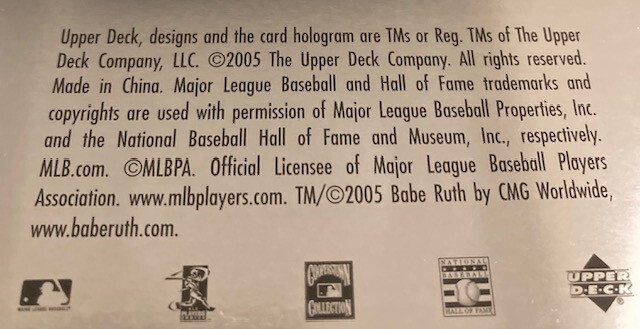 Upper Deck, designs and the card hologram are TMs or Reg. TMs of The Upper
Deck Company, LLC. ©2005 The Upper Deck Company. All rights reserved.
Made in China. Major League Baseball and Hall of Fame trademarks and
copyrights are used with permission of Major League Baseball Properties, Inc.
and the National Baseball Hall of Fame and Museum, Inc., respectively.
MLB.com. ©MLBPA. Official Licensee of Major League Baseball Players
Association. www.mlbplayers.com. TM/©2005 Babe Ruth by CMG Worldwide,
www.baberuth.com.
COOPERSTOWN
COLLECTION
NATIONAL
BASEBALL
HALL OF FAME
UPPER
DECK